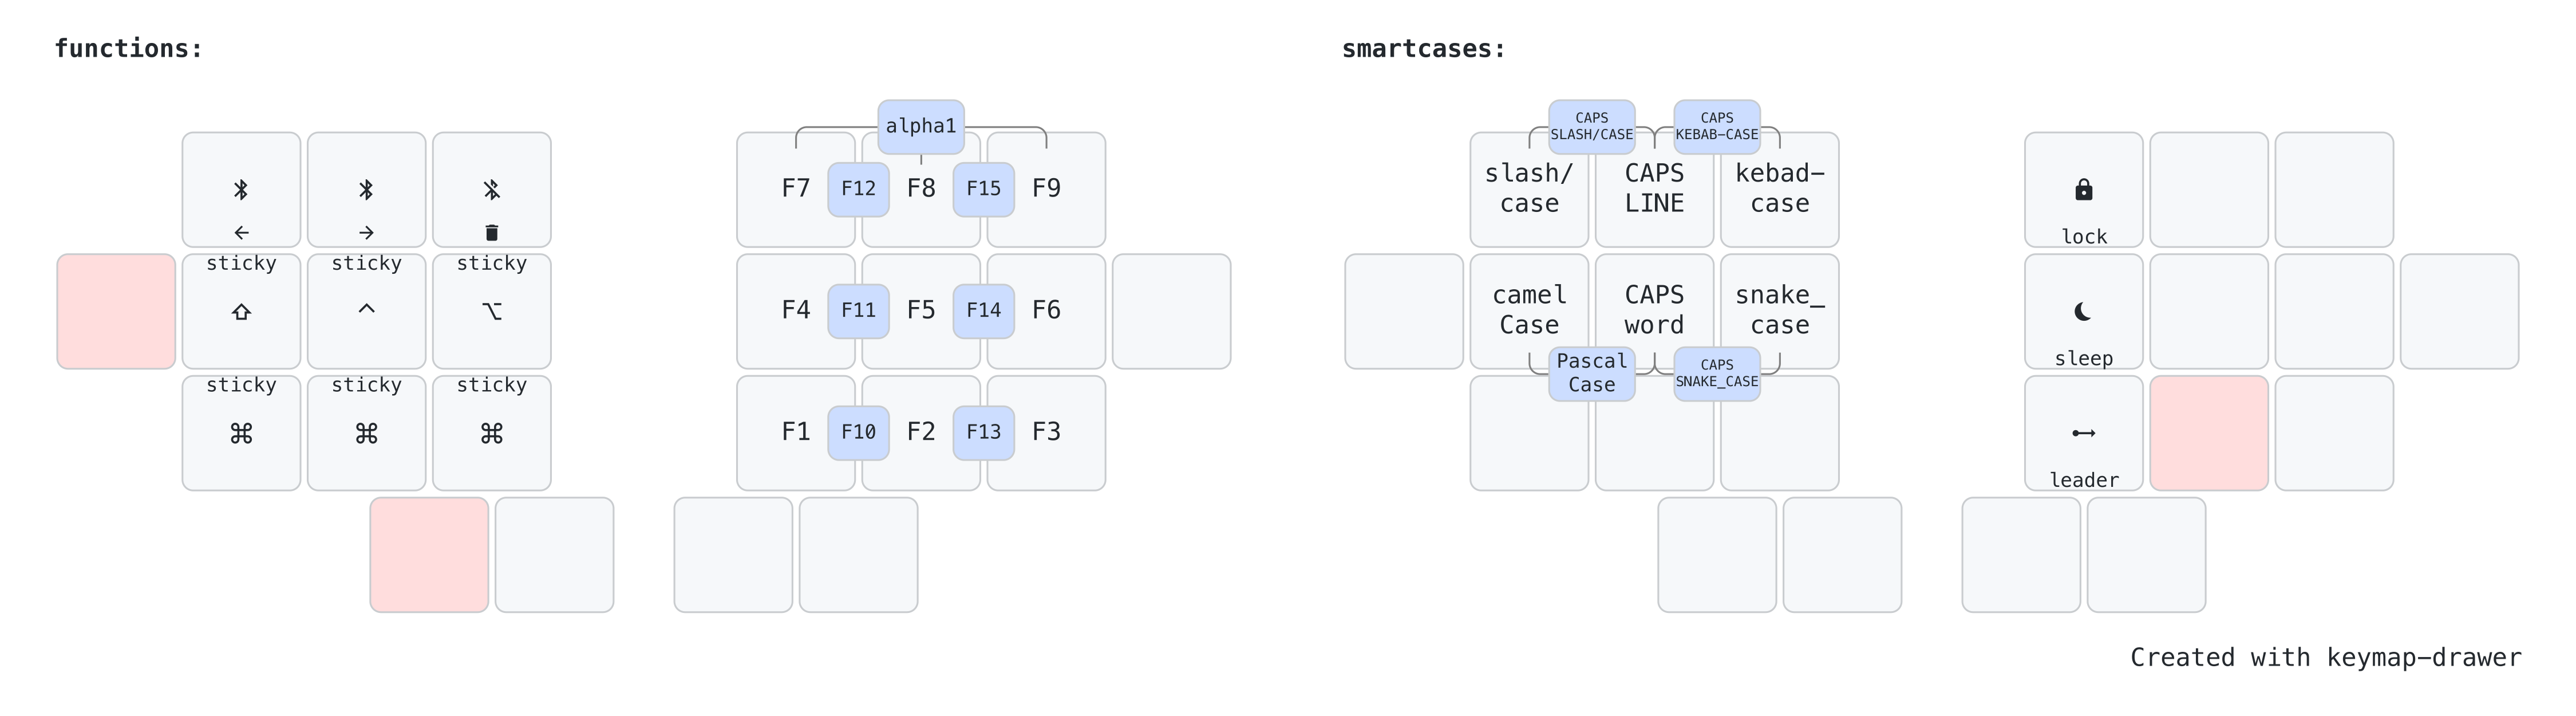 functions:
alpha1
F7 F12 F8 F15 F9
sticky sticky sticky
F4 F11 F5 F14 F6
sticky sticky sticky
F1 F10 F2 F13 F3
smartcases:
CAPS
SLASH/CASE
CAPS
KEBAB-CASE
slash/
case
CAPS
LINE
kebad-
case
lock
camel
Case
CAPS
word
snake_
case
sleep
Pascal
Case
CAPS
SNAKE_CASE
leader
Created with keymap-drawer